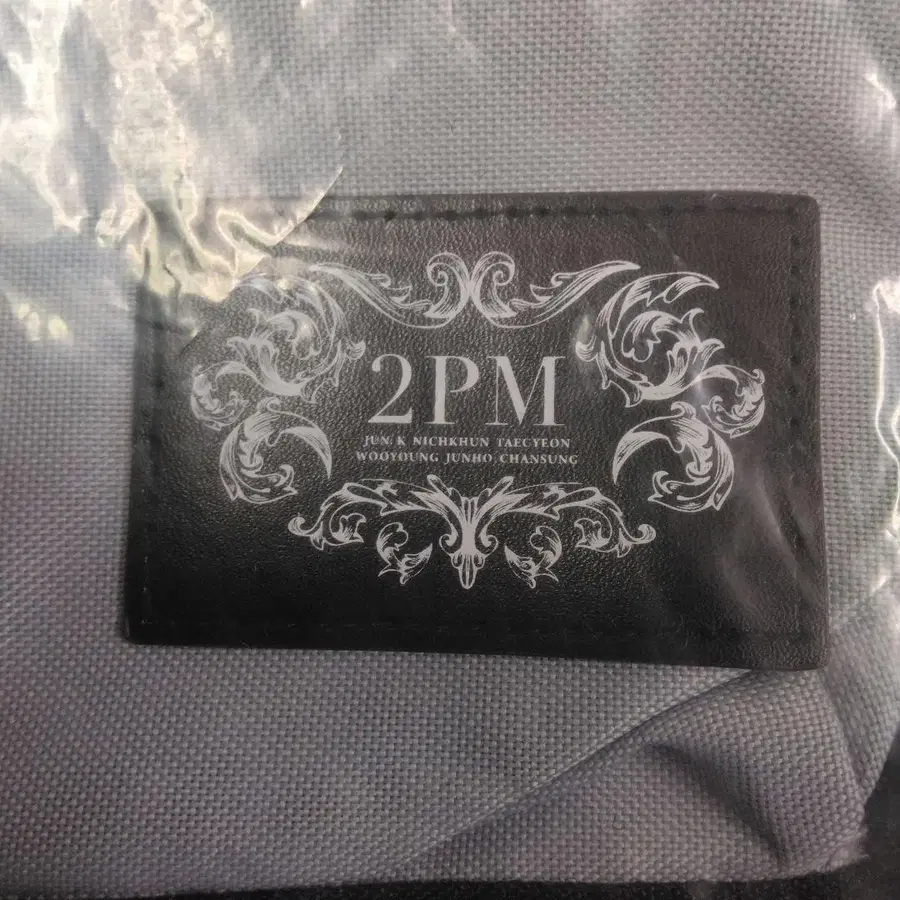 2PM
JUN. K NICHKHUN TAECYEON
WOOYOUNG JUNHO CHANSUNG